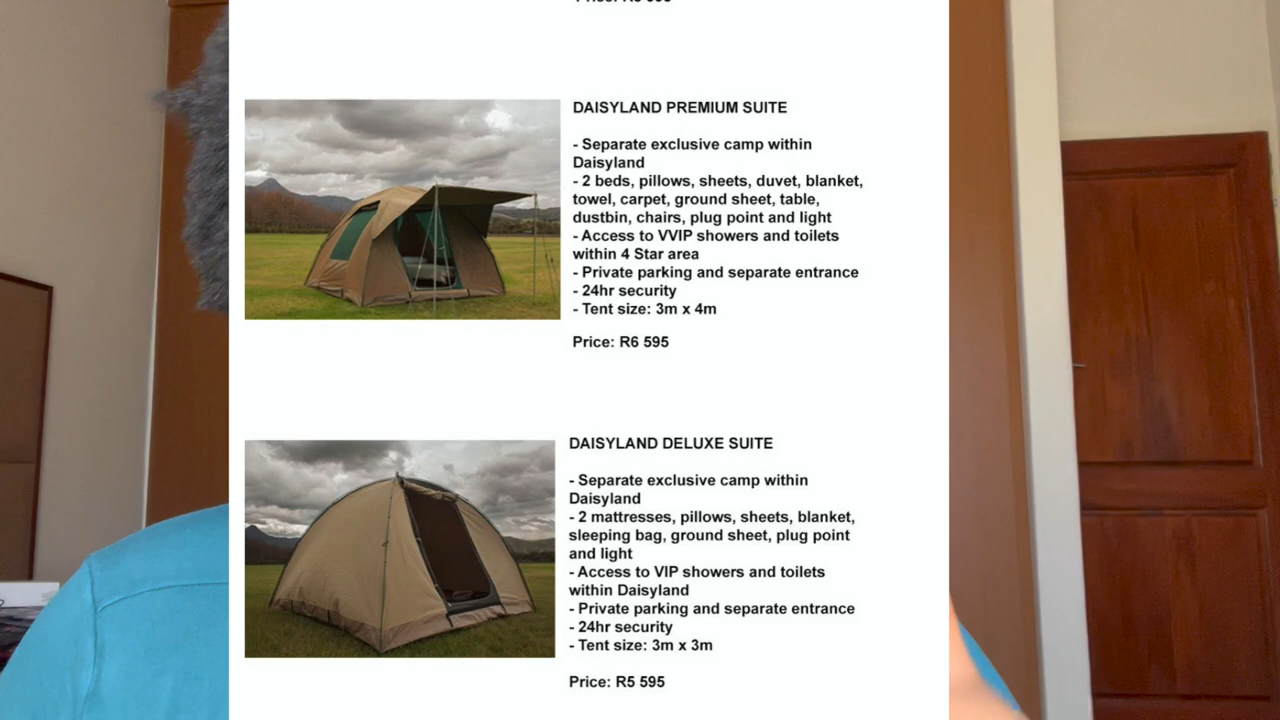 DAISYLAND PREMIUM SUITE
- Separate exclusive camp within
Daisyland
- 2 beds, pillows, sheets, duvet, blanket,
towel, carpet, ground sheet, table,
dustbin, chairs, plug point and light
- Access to VVIP showers and toilets
within 4 Star area
- Private parking and separate entrance
- 24hr security
- Tent size: 3m x 4m
Price: R6 595
DAISYLAND DELUXE SUITE
- Separate exclusive camp within
Daisyland
- 2 mattresses, pillows, sheets, blanket,
sleeping bag, ground sheet, plug point
and light
- Access to VIP showers and toilets
within Daisyland
- Private parking and separate entrance
- 24hr security
- Tent size: 3m x 3m
Price: R5 595